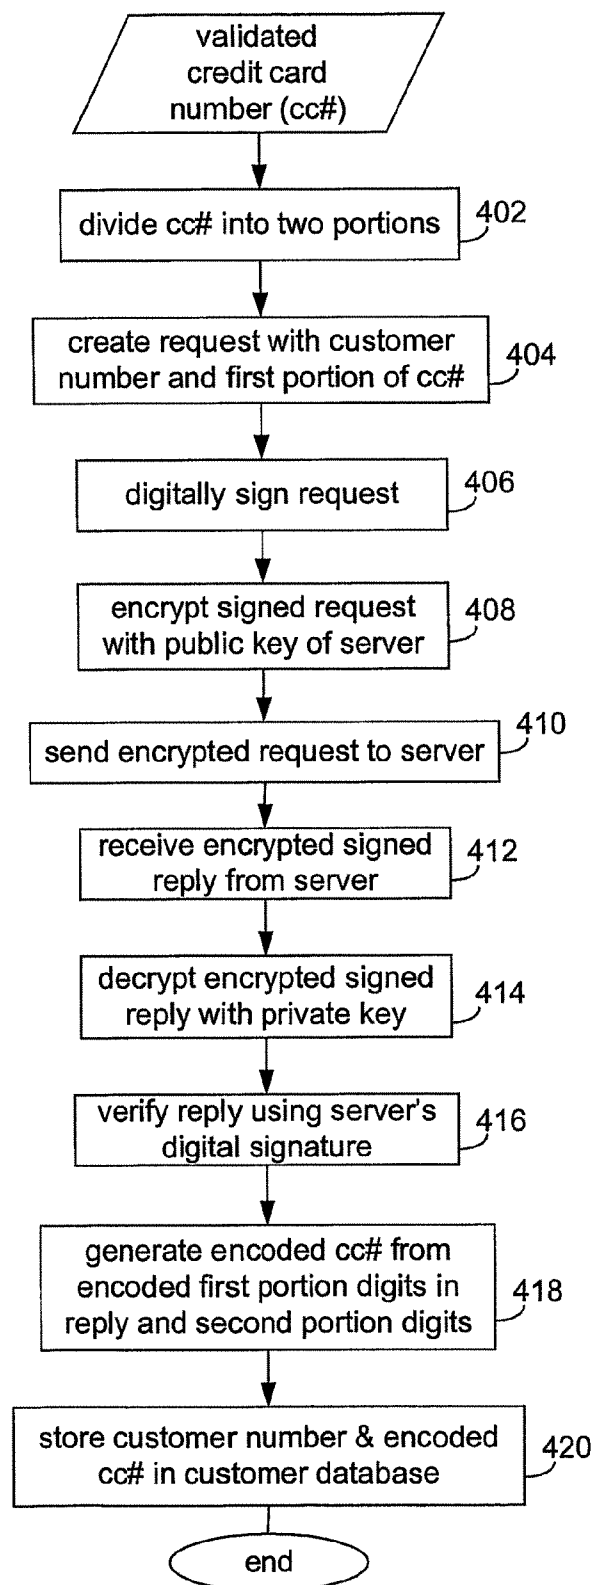 validated
credit card
number (cc#)
divide cc# into two portions
402
create request with customer
number and first portion of cc#
404
digitally sign request
406
encrypt signed request
with public key of server
408
send encrypted request to server
410
receive encrypted signed
reply from server
412
decrypt encrypted signed
reply with private key
414
verify reply using server's
digital signature
416
generate encoded cc# from
encoded first portion digits in
reply and second portion digits
418
store customer number & encoded
cc# in customer database
420
end